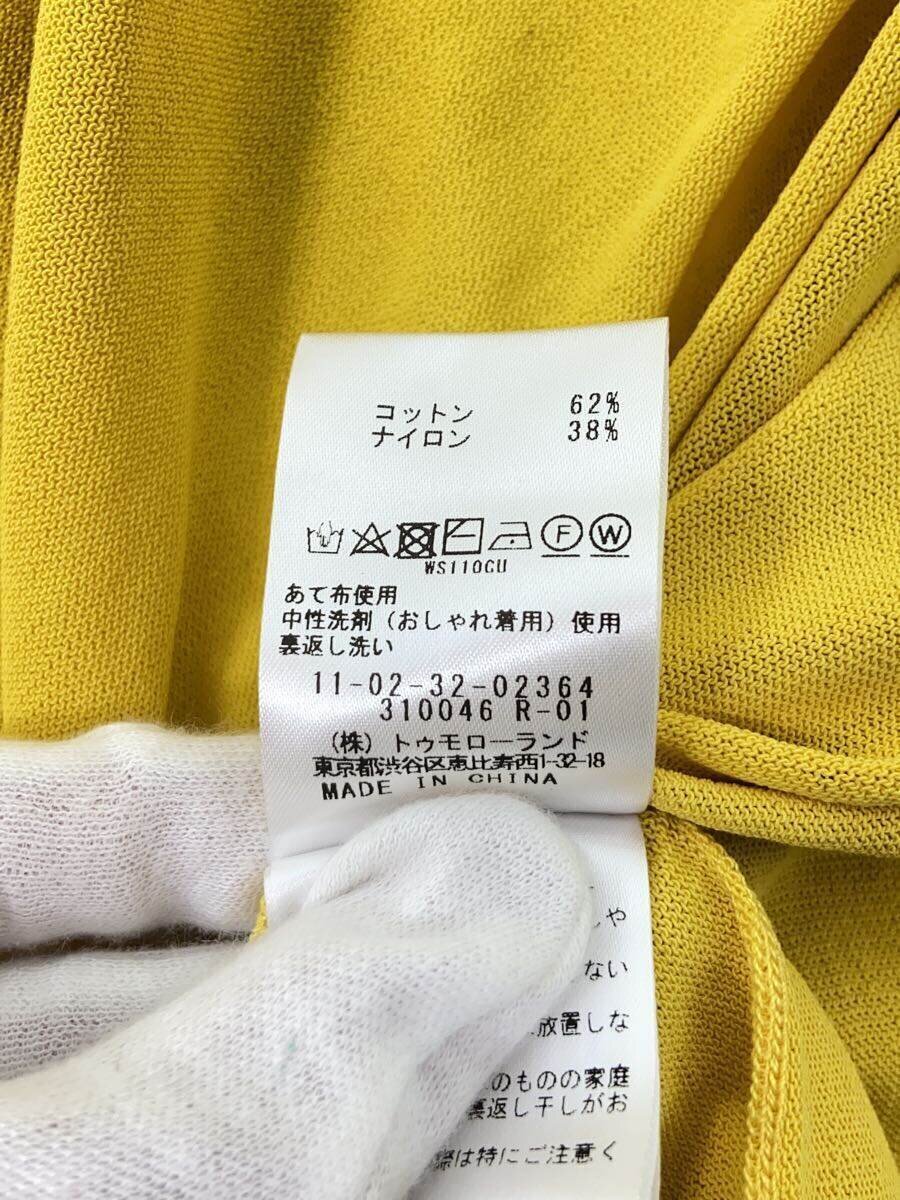 コットン 62%
ナイロン 38%
F W
WS110CU
あて布使用
中性洗剤（おしゃれ着用）使用
裏返し洗い
11-02-32-02364
310046 R-01
（株）トゥモローランド
東京都渋谷区恵比寿西1-32-18
MADE IN CHINA
しゃ
ない
放置しな
のものの家庭
裏返し干しがお
際は特にご注意く